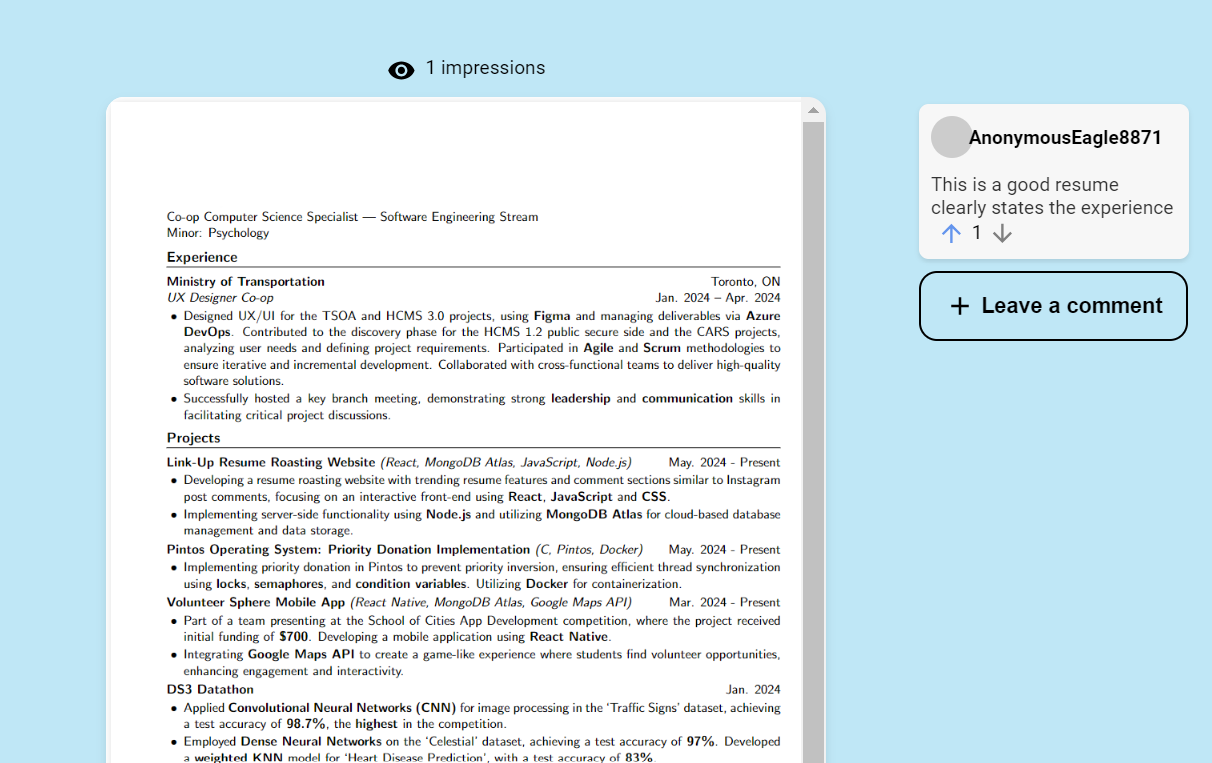 1 impressions
Co-op Computer Science Specialist — Software Engineering Stream
Minor: Psychology
Experience
Ministry of Transportation Toronto, ON
UX Designer Co-op Jan. 2024 – Apr. 2024
• Designed UX/UI for the TSOA and HCMS 3.0 projects, using Figma and managing deliverables via Azure
DevOps. Contributed to the discovery phase for the HCMS 1.2 public secure side and the CARS projects,
analyzing user needs and defining project requirements. Participated in Agile and Scrum methodologies to
ensure iterative and incremental development. Collaborated with cross-functional teams to deliver high-quality
software solutions.
• Successfully hosted a key branch meeting, demonstrating strong leadership and communication skills in
facilitating critical project discussions.
Projects
Link-Up Resume Roasting Website (React, MongoDB Atlas, JavaScript, Node.js) May. 2024 - Present
• Developing a resume roasting website with trending resume features and comment sections similar to Instagram
post comments, focusing on an interactive front-end using React, JavaScript and CSS.
• Implementing server-side functionality using Node.js and utilizing MongoDB Atlas for cloud-based database
management and data storage.
Pintos Operating System: Priority Donation Implementation (C, Pintos, Docker) May. 2024 - Present
• Implementing priority donation in Pintos to prevent priority inversion, ensuring efficient thread synchronization
using locks, semaphores, and condition variables. Utilizing Docker for containerization.
Volunteer Sphere Mobile App (React Native, MongoDB Atlas, Google Maps API) Mar. 2024 - Present
• Part of a team presenting at the School of Cities App Development competition, where the project received
initial funding of $700. Developing a mobile application using React Native.
• Integrating Google Maps API to create a game-like experience where students find volunteer opportunities,
enhancing engagement and interactivity.
DS3 Datathon Jan. 2024
• Applied Convolutional Neural Networks (CNN) for image processing in the ‘Traffic Signs’ dataset, achieving
a test accuracy of 98.7%, the highest in the competition.
• Employed Dense Neural Networks on the ‘Celestial’ dataset, achieving a test accuracy of 97%. Developed
a weighted KNN model for ‘Heart Disease Prediction’, with a test accuracy of 83%.
AnonymousEagle8871
This is a good resume
clearly states the experience
1
+ Leave a comment